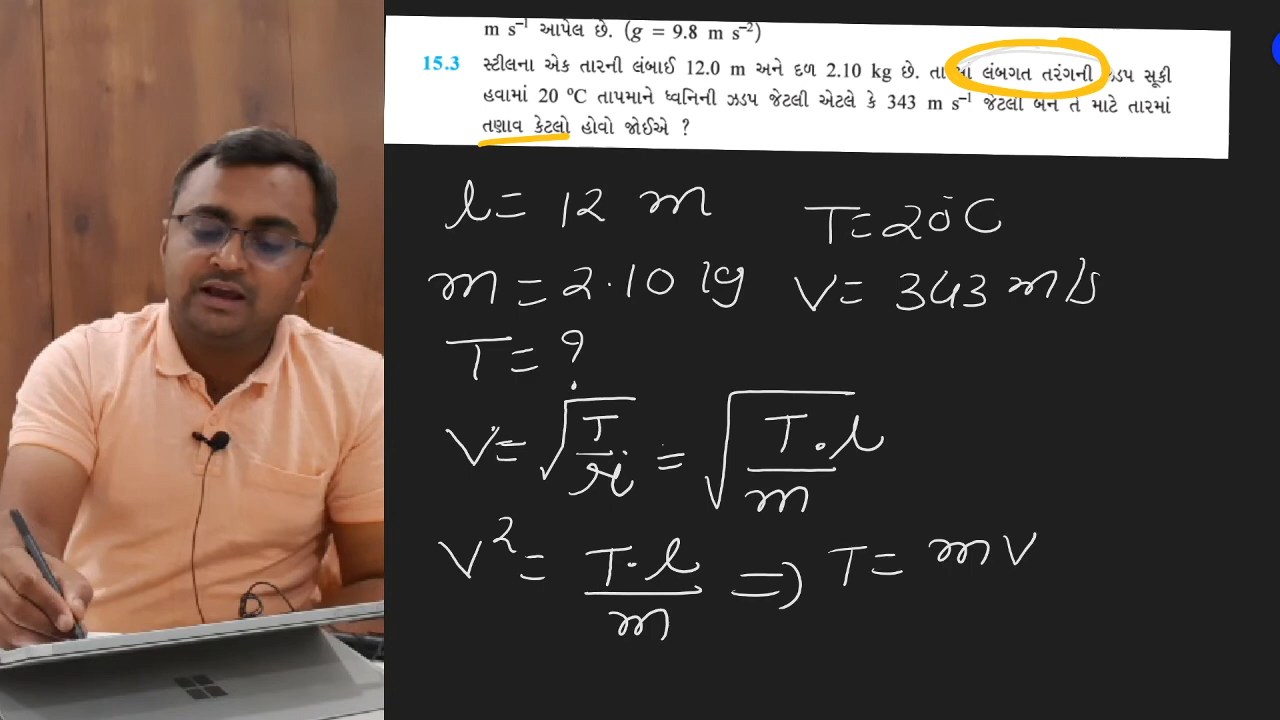 m s⁻¹ આપેલ છે. (g = 9.8 m s⁻²)
15.3 સ્ટીલના એક તારની લંબાઈ 12.0 m અને દળ 2.10 kg છે. લંબગત તરંગની ઝડપ સૂકી
હવામાં 20 °C તાપમાને ધ્વનિની ઝડપ જેટલી એટલે કે 343 m s⁻¹ જેટલી બને તે માટે તારમાં
તણાવ કેટલો હોવો જોઈએ ?
l = 12 m T = 20°C
m = 2.10 kg V = 343 m/s
T = ?
V = √(T/μ) = √(T.l/m)
V² = T.l/m ⇒ T = mV